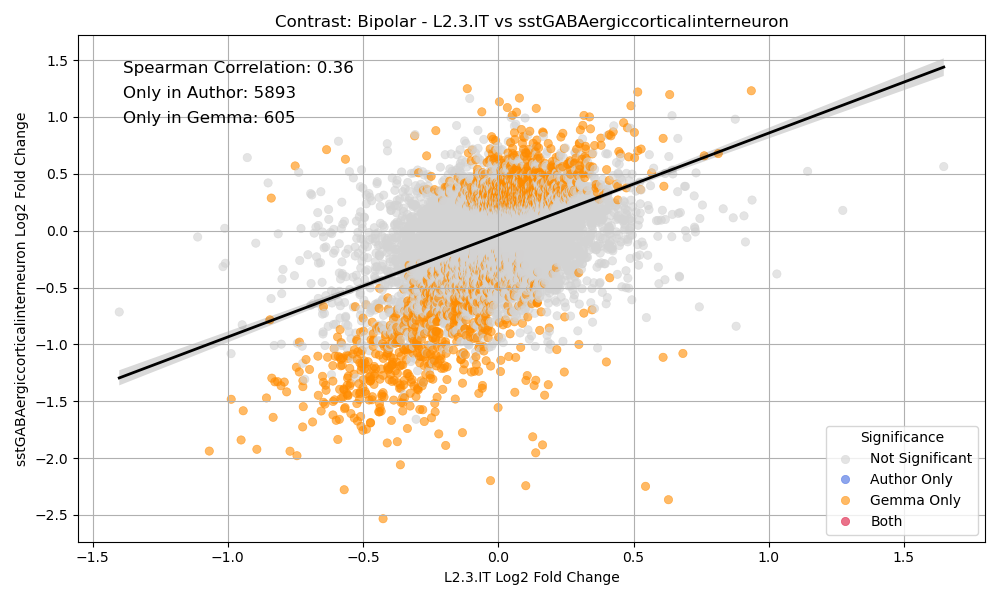 Contrast: Bipolar - L2.3.IT vs sstGABAergiccorticalinterneuron
Spearman Correlation: 0.36
Only in Author: 5893
Only in Gemma: 605
sstGABAergiccorticalinterneuron Log2 Fold Change
1.5
1.0
0.5
0.0
−0.5
−1.0
−1.5
−2.0
−2.5
Significance
Not Significant
Author Only
Gemma Only
Both
−1.5 −1.0 −0.5 0.0 0.5 1.0 1.5
L2.3.IT Log2 Fold Change